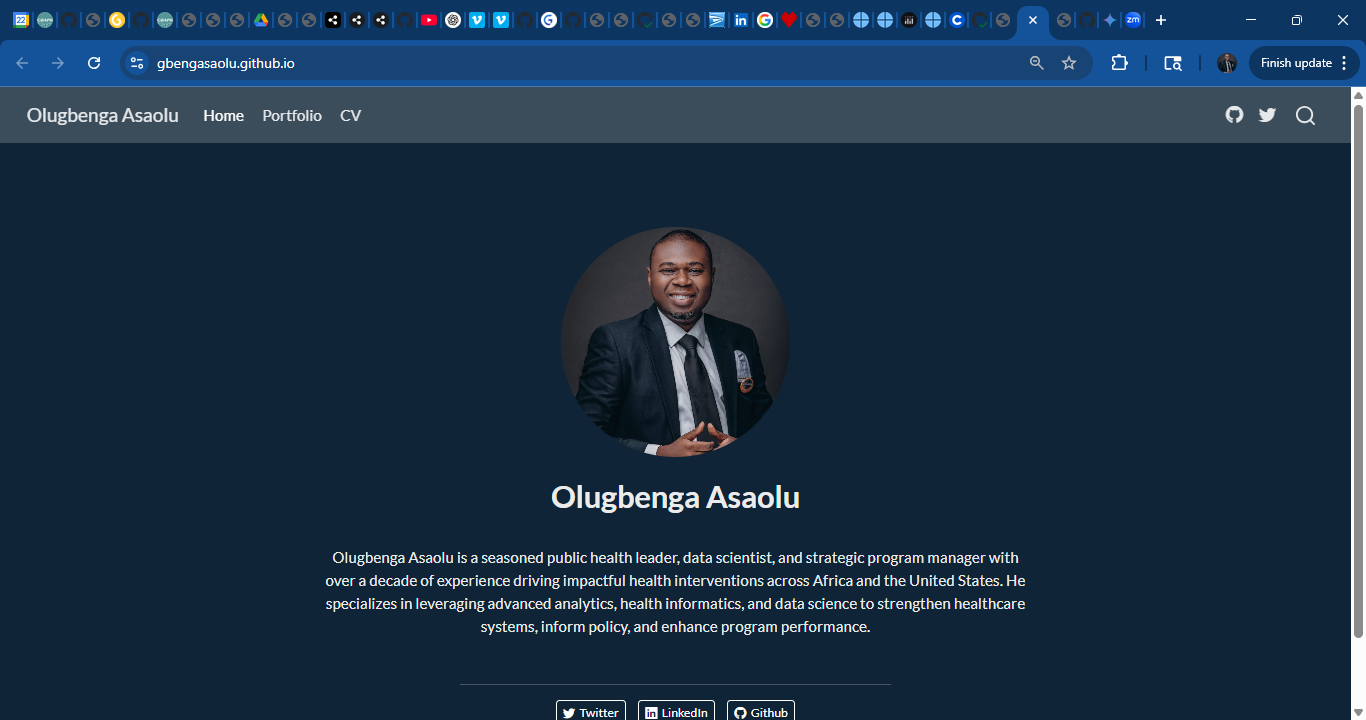 22
zm
gbengasaolu.github.io
Finish update
Olugbenga Asaolu
Home
Portfolio
CV
Olugbenga Asaolu
Olugbenga Asaolu is a seasoned public health leader, data scientist, and strategic program manager with
over a decade of experience driving impactful health interventions across Africa and the United States. He
specializes in leveraging advanced analytics, health informatics, and data science to strengthen healthcare
systems, inform policy, and enhance program performance.
Twitter
LinkedIn
Github